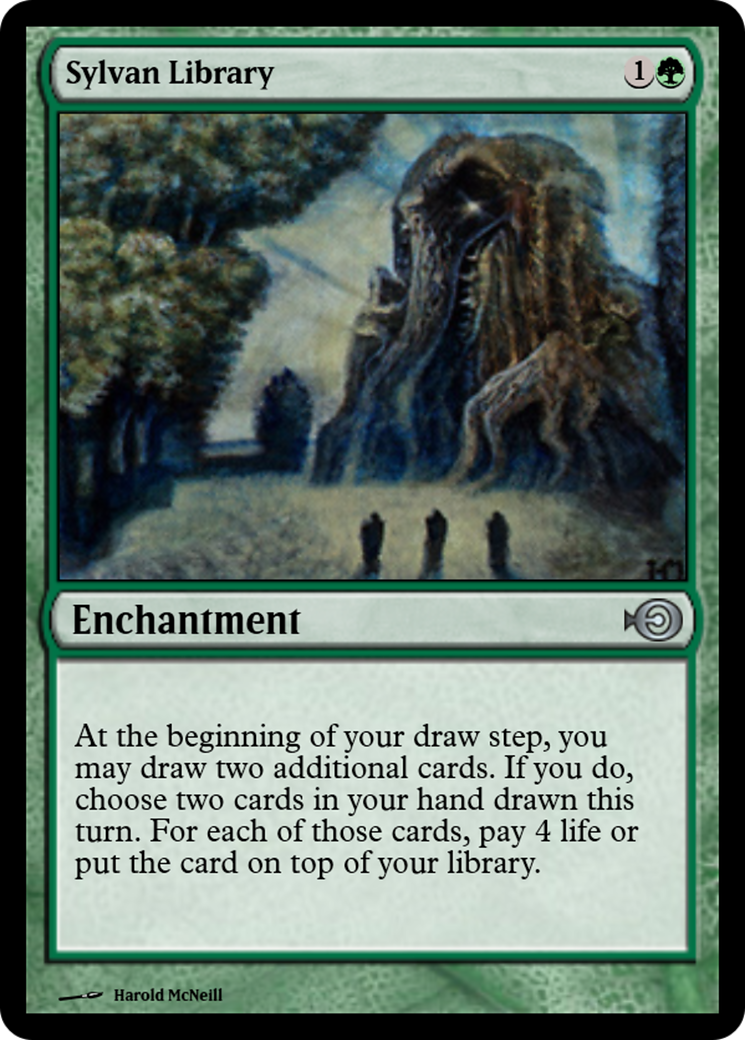 Sylvan Library 1
HM
Enchantment
At the beginning of your draw step, you
may draw two additional cards. If you do,
choose two cards in your hand drawn this
turn. For each of those cards, pay 4 life or
put the card on top of your library.
Harold McNeill